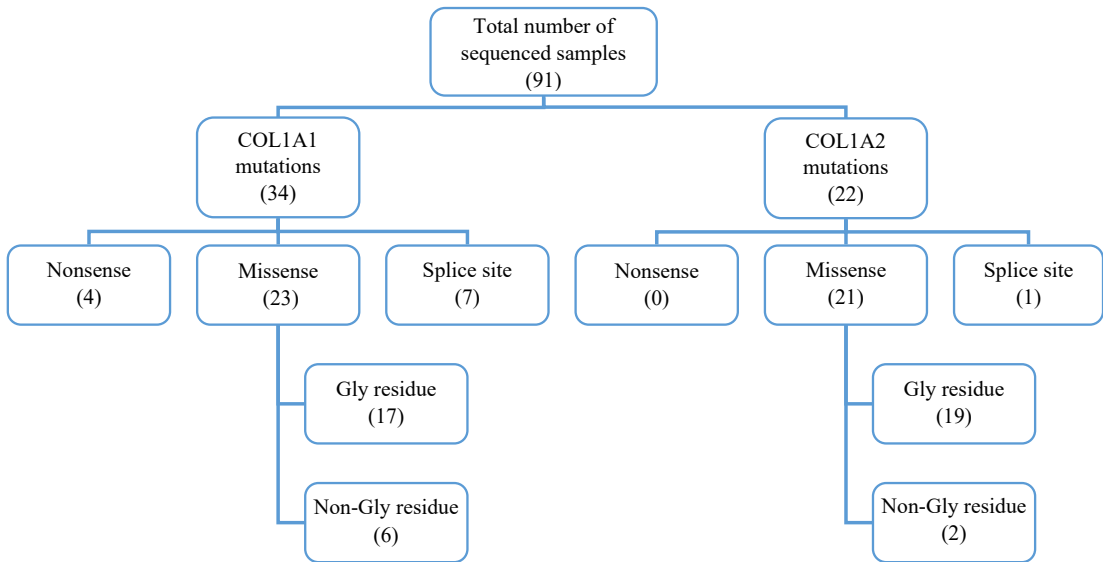 Total number of
sequenced samples
(91)
COL1A1
mutations
(34)
COL1A2
mutations
(22)
Nonsense
(4)
Missense
(23)
Splice site
(7)
Nonsense
(0)
Missense
(21)
Splice site
(1)
Gly residue
(17)
Gly residue
(19)
Non-Gly residue
(6)
Non-Gly residue
(2)